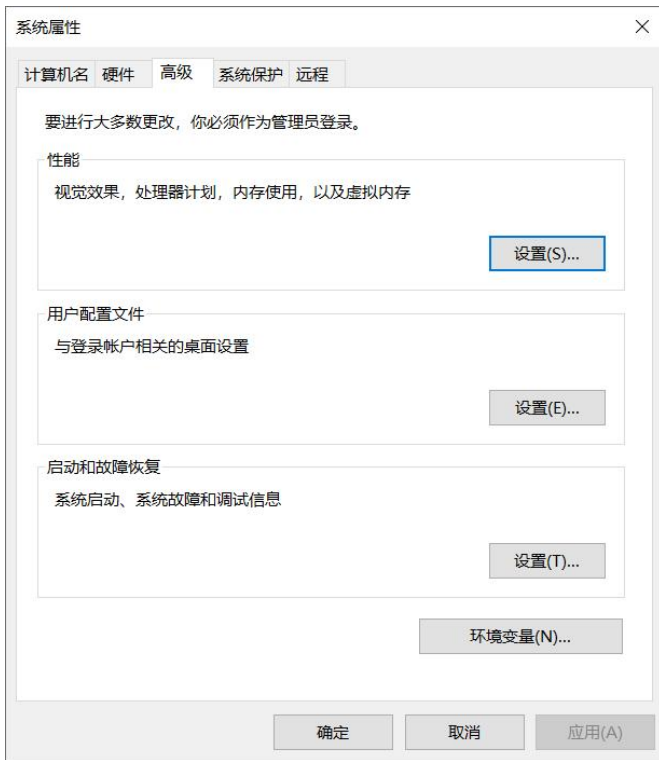 系统属性
计算机名 硬件 高级 系统保护 远程
要进行大多数更改，你必须作为管理员登录。
性能
视觉效果，处理器计划，内存使用，以及虚拟内存
设置(S)...
用户配置文件
与登录帐户相关的桌面设置
设置(E)...
启动和故障恢复
系统启动、系统故障和调试信息
设置(T)...
环境变量(N)...
确定 取消 应用(A)